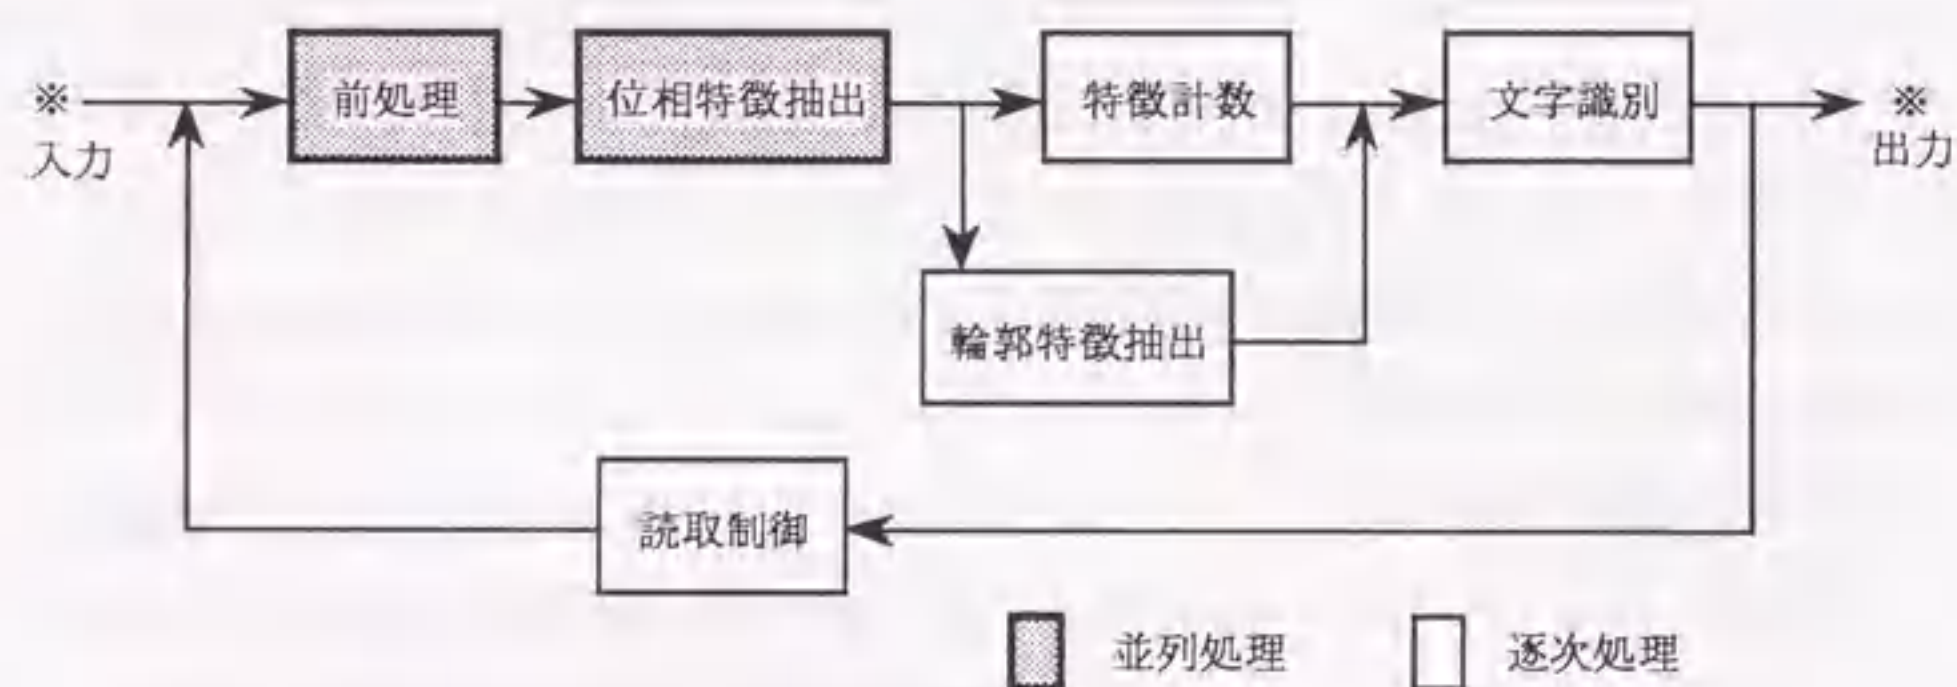 ※
入力
前処理
位相特徴抽出
特徴計数
文字識別
※
出力
輪郭特徴抽出
読取制御
並列処理
逐次処理